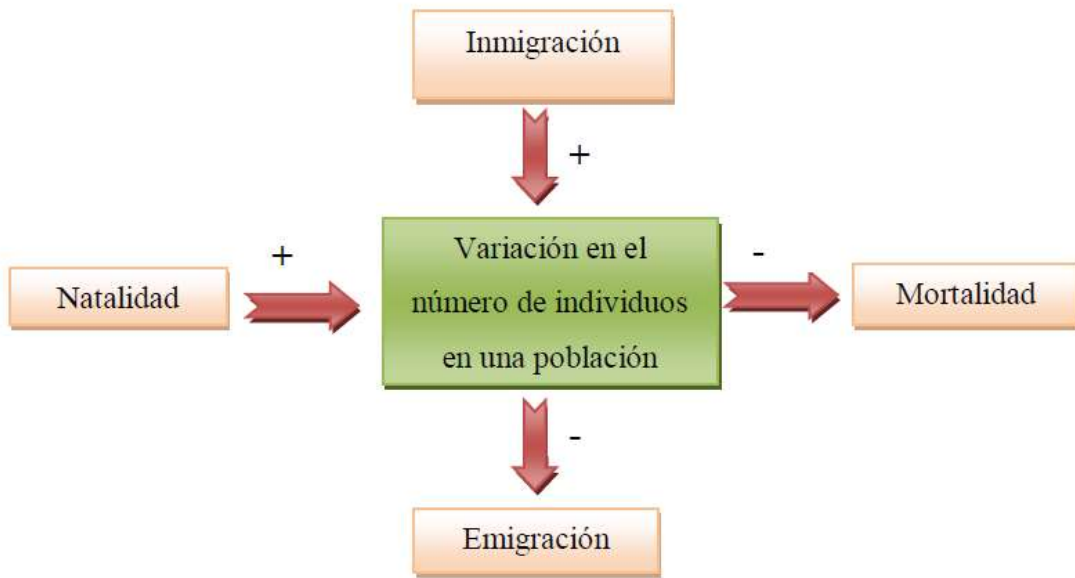 Inmigración
+
Natalidad
+
Variación en el
número de individuos
en una población
-
Mortalidad
-
Emigración